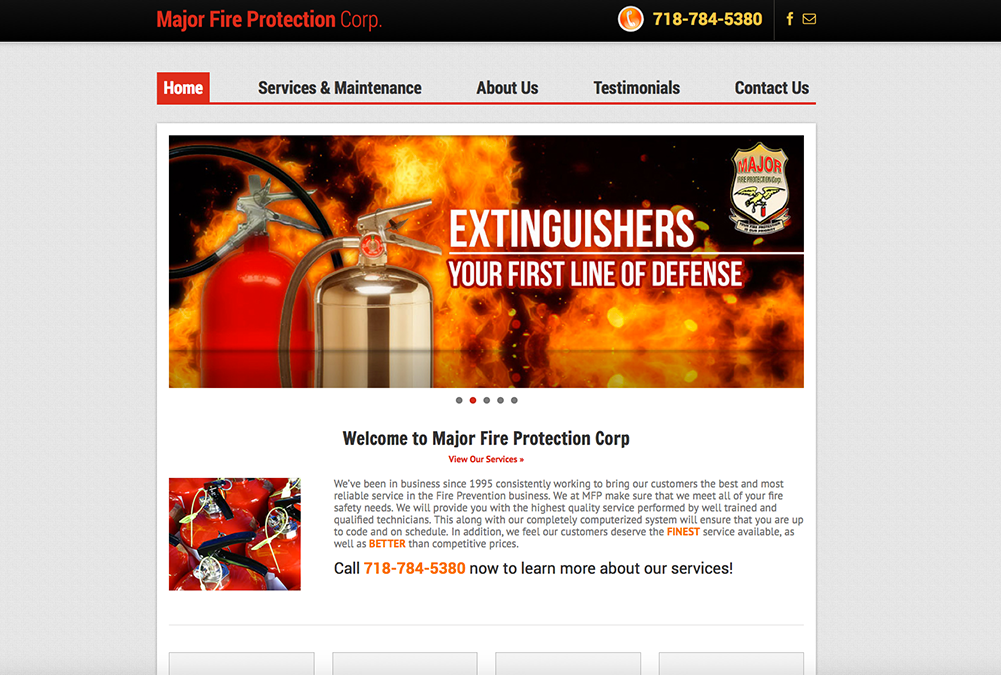 Major Fire Protection Corp.
718-784-5380
Home
Services & Maintenance
About Us
Testimonials
Contact Us
MAJOR
FIRE PROTECTION Corp.
EXTINGUISHERS
YOUR FIRST LINE OF DEFENSE
Welcome to Major Fire Protection Corp
View Our Services »
We've been in business since 1995 consistently working to bring our customers the best and most
reliable service in the Fire Prevention business. We at MFP make sure that we meet all of your fire
safety needs. We will provide you with the highest quality service performed by well trained and
qualified technicians. This along with our completely computerized system will ensure that you are up
to code and on schedule. In addition, we feel our customers deserve the FINEST service available, as
well as BETTER than competitive prices.
Call 718-784-5380 now to learn more about our services!